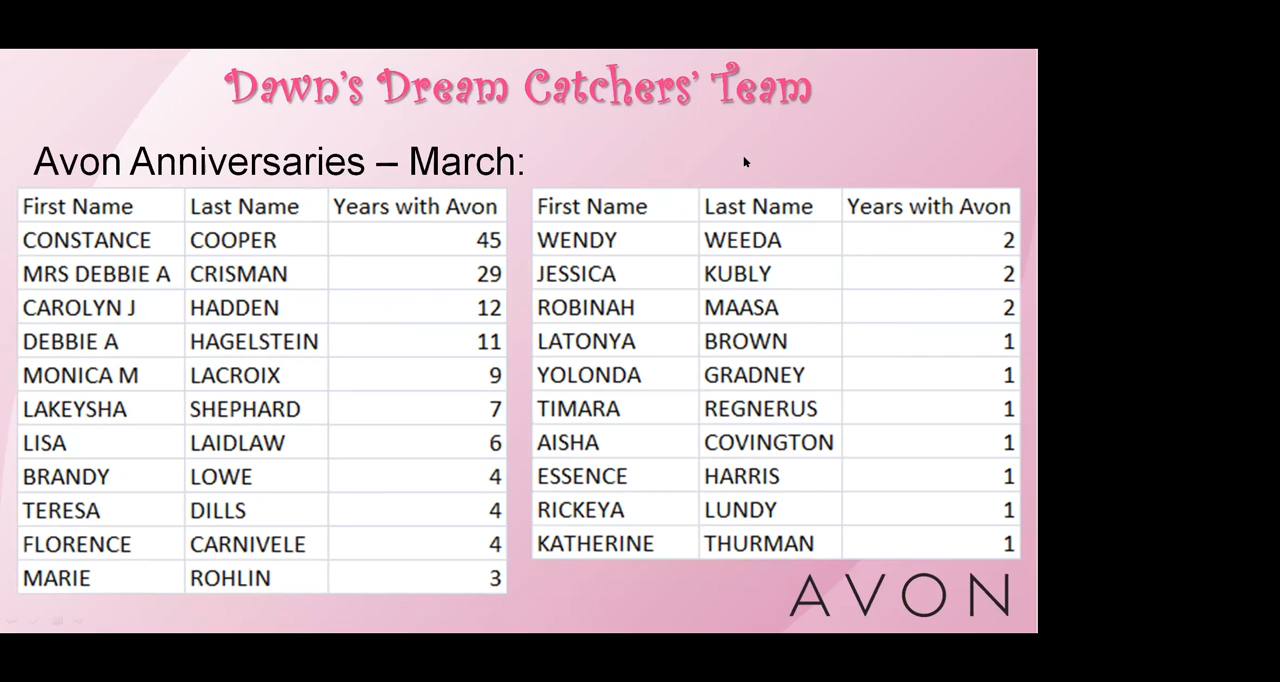 Dawn's Dream Catchers' Team
Avon Anniversaries – March:
First Name Last Name Years with Avon
CONSTANCE COOPER 45
MRS DEBBIE A CRISMAN 29
CAROLYN J HADDEN 12
DEBBIE A HAGELSTEIN 11
MONICA M LACROIX 9
LAKEYSHA SHEPHARD 7
LISA LAIDLAW 6
BRANDY LOWE 4
TERESA DILLS 4
FLORENCE CARNIVELE 4
MARIE ROHLIN 3
First Name Last Name Years with Avon
WENDY WEEDA 2
JESSICA KUBLY 2
ROBINAH MAASA 2
LATONYA BROWN 1
YOLONDA GRADNEY 1
TIMARA REGNERUS 1
AISHA COVINGTON 1
ESSENCE HARRIS 1
RICKEYA LUNDY 1
KATHERINE THURMAN 1
AVON